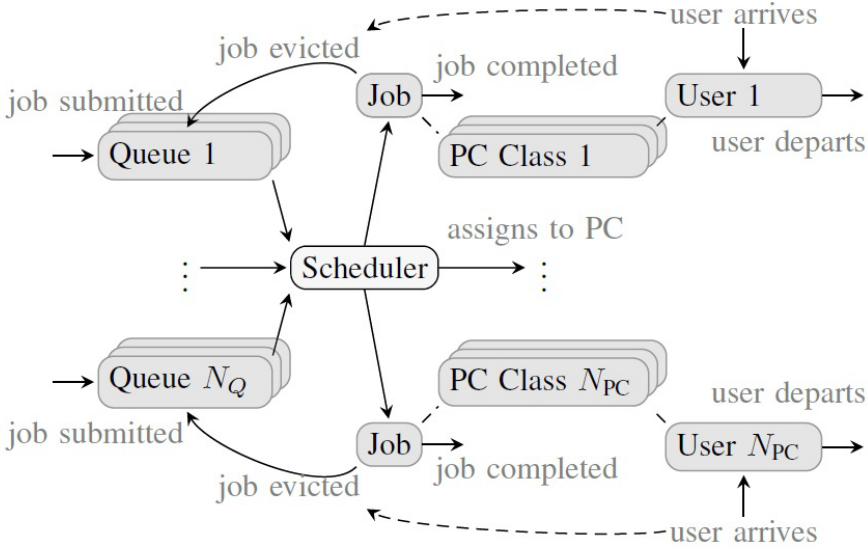 user arrives
job evicted
job submitted
Job
job completed
User 1
Queue 1
PC Class 1
user departs
assigns to PC
⋮
Scheduler
⋮
Queue N_Q
PC Class N_PC
user departs
job submitted
Job
User N_PC
job evicted
job completed
user arrives